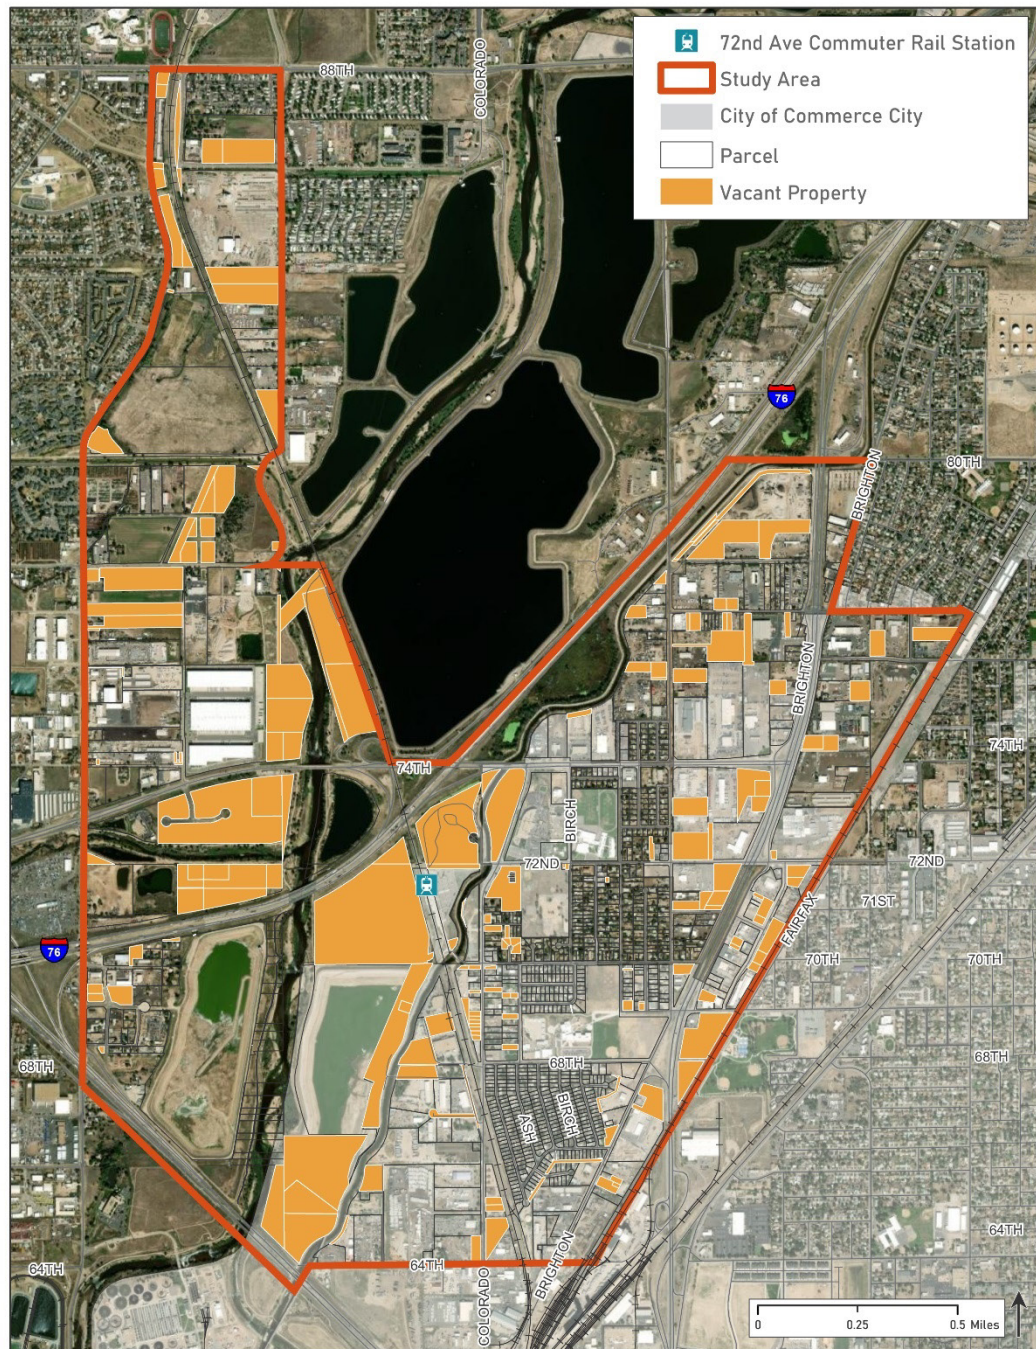 72nd Ave Commuter Rail Station
Study Area
City of Commerce City
Parcel
Vacant Property
COLORADO
88TH
76
80TH
BRIGHTON
BRIGHTON
74TH
74TH
BIRCH
72ND
72ND
71ST
FAIRFAX
76
70TH
70TH
68TH
68TH
68TH
ASH
BIRCH
64TH
64TH
64TH
COLORADO
BRIGHTON
0 0.25 0.5 Miles